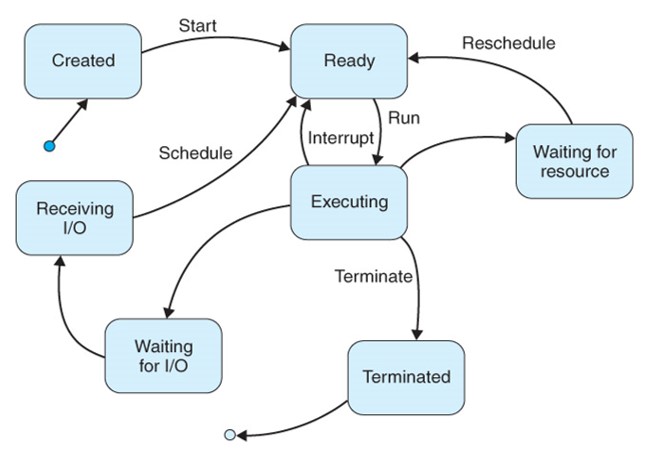 Start
Created
Ready
Reschedule
Run
Interrupt
Schedule
Waiting for
resource
Receiving
I/O
Executing
Terminate
Waiting
for I/O
Terminated